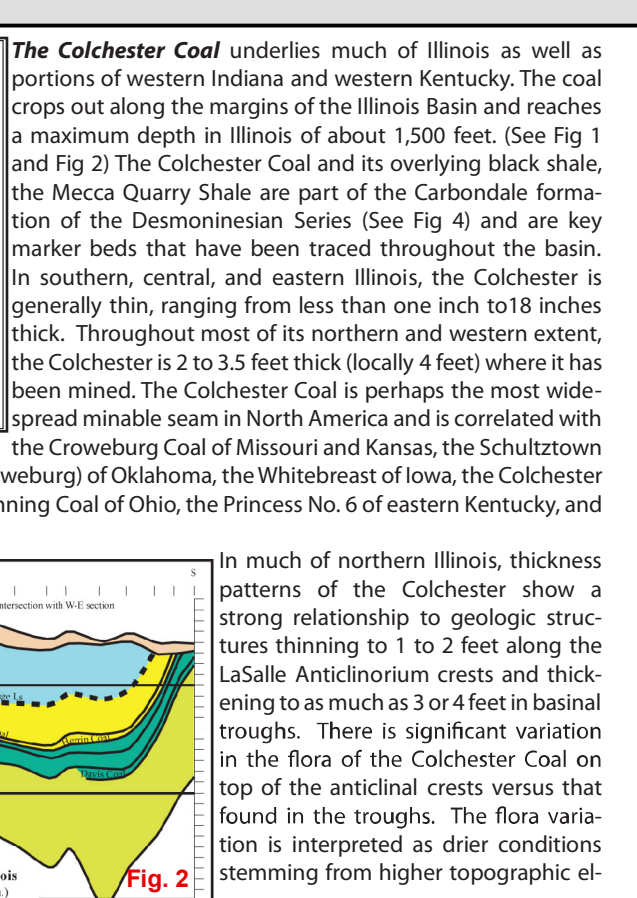 The Colchester Coal underlies much of Illinois as well as
portions of western Indiana and western Kentucky. The coal
crops out along the margins of the Illinois Basin and reaches
a maximum depth in Illinois of about 1,500 feet. (See Fig 1
and Fig 2) The Colchester Coal and its overlying black shale,
the Mecca Quarry Shale are part of the Carbondale forma-
tion of the Desmoninesian Series (See Fig 4) and are key
marker beds that have been traced throughout the basin.
In southern, central, and eastern Illinois, the Colchester is
generally thin, ranging from less than one inch to18 inches
thick. Throughout most of its northern and western extent,
the Colchester is 2 to 3.5 feet thick (locally 4 feet) where it has
been mined. The Colchester Coal is perhaps the most wide-
spread minable seam in North America and is correlated with
the Croweburg Coal of Missouri and Kansas, the Schultztown
weburg) of Oklahoma, the Whitebreast of Iowa, the Colchester
nning Coal of Ohio, the Princess No. 6 of eastern Kentucky, and
S
ntersection with W-E section
ge Ls
al
Herrin Coal
Davis Coal
Fig. 2
ois
.)
In much of northern Illinois, thickness
patterns of the Colchester show a
strong relationship to geologic struc-
tures thinning to 1 to 2 feet along the
LaSalle Anticlinorium crests and thick-
ening to as much as 3 or 4 feet in basinal
troughs. There is significant variation
in the flora of the Colchester Coal on
top of the anticlinal crests versus that
found in the troughs. The flora varia-
tion is interpreted as drier conditions
stemming from higher topographic el-